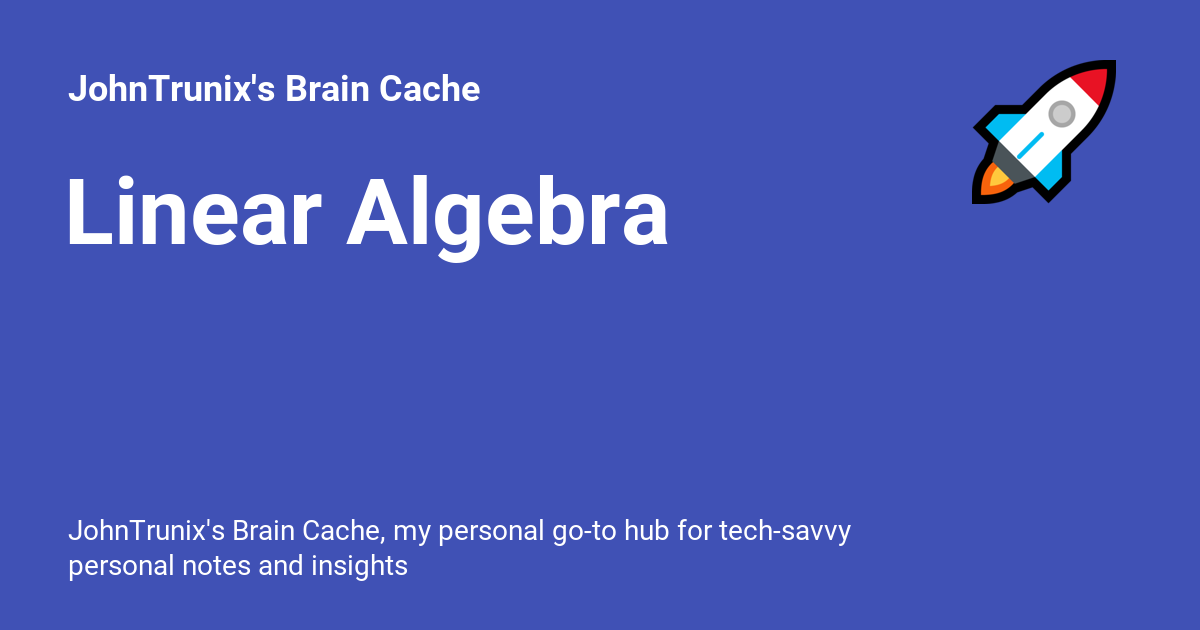 JohnTrunix's Brain Cache
Linear Algebra
JohnTrunix's Brain Cache, my personal go-to hub for tech-savvy
personal notes and insights